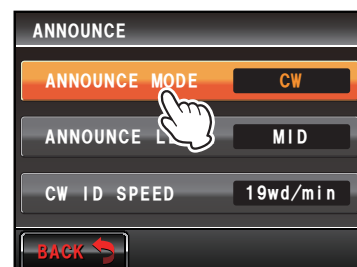 ANNOUNCE
ANNOUNCE MODE CW
ANNOUNCE MID
CW ID SPEED 19wd/min
BACK